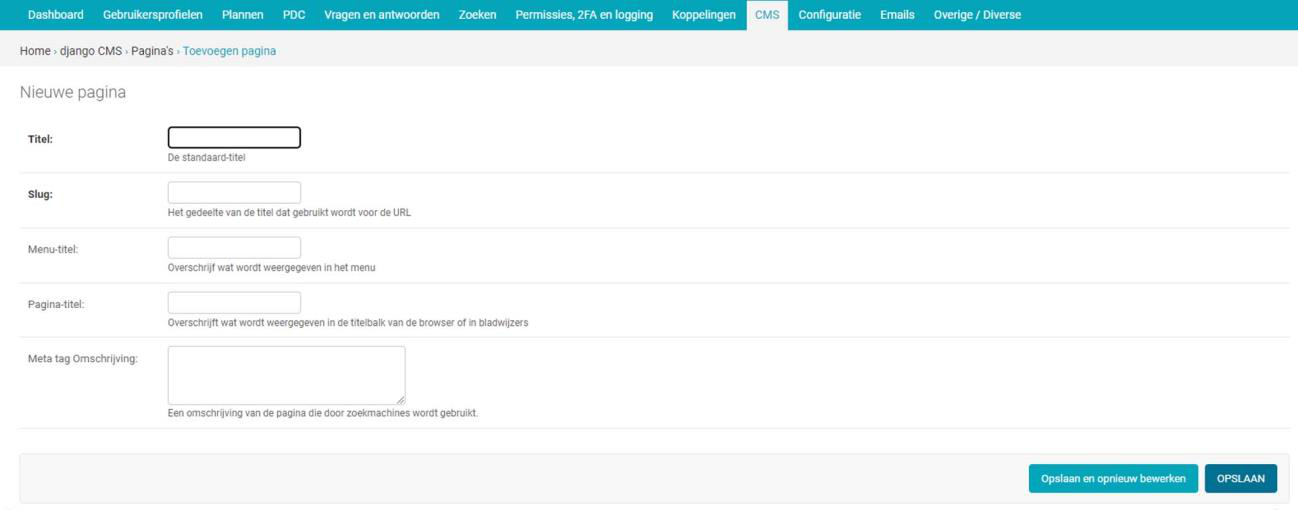 Dashboard Gebruikersprofielen Plannen PDC Vragen en antwoorden Zoeken Permissies, 2FA en logging Koppelingen CMS Configuratie Emails Overige / Diverse
Home › django CMS › Pagina's › Toevoegen pagina
Nieuwe pagina
Titel:
De standaard-titel
Slug:
Het gedeelte van de titel dat gebruikt wordt voor de URL
Menu-titel:
Overschrijf wat wordt weergegeven in het menu
Pagina-titel:
Overschrijft wat wordt weergegeven in de titelbalk van de browser of in bladwijzers
Meta tag Omschrijving:
Een omschrijving van de pagina die door zoekmachines wordt gebruikt.
Opslaan en opnieuw bewerken OPSLAAN